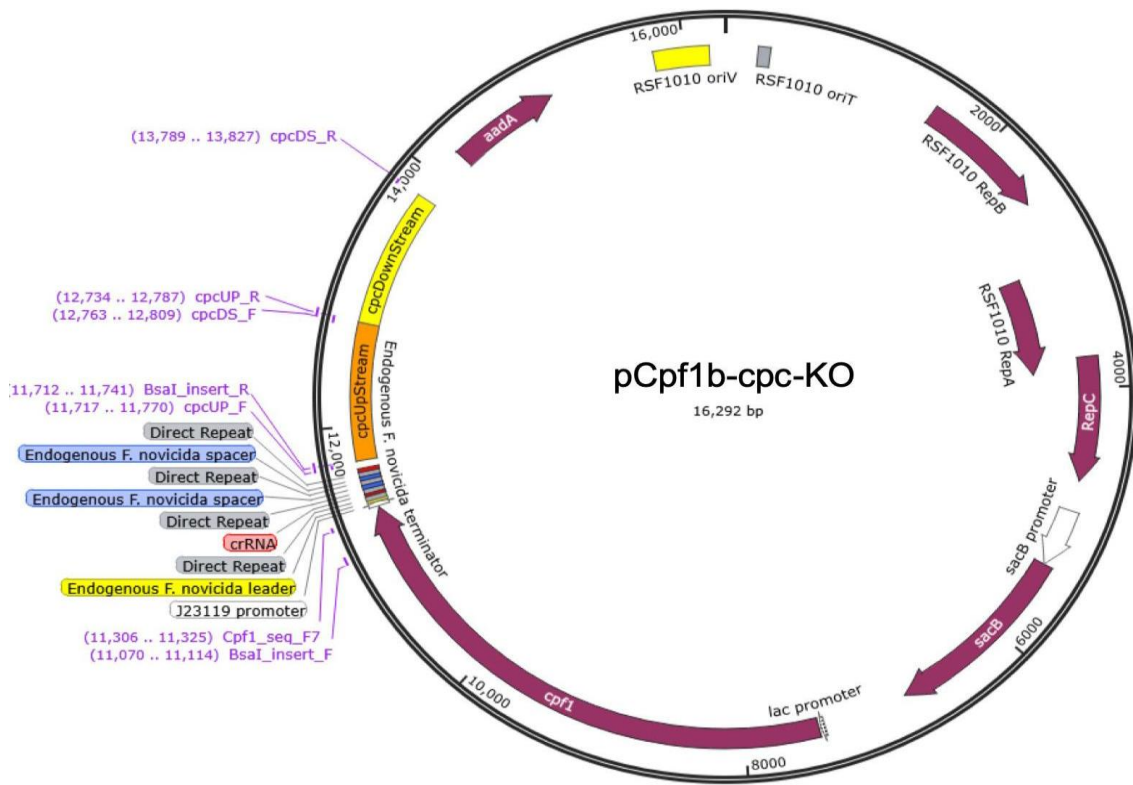 16,000
RSF1010 oriV
RSF1010 oriT
aadA
2000
RSF1010 RepB
(13,789 .. 13,827) cpcDS_R
14,000
cpcDownStream
(12,734 .. 12,787) cpcUP_R
(12,763 .. 12,809) cpcDS_F
RSF1010 RepA
4000
RepC
pCpf1b-cpc-KO
16,292 bp
cpcUpStream
Endogenous F. novicida terminator
11,712 .. 11,741) BsaI_insert_R
(11,717 .. 11,770) cpcUP_F
12,000
Direct Repeat
Endogenous F. novicida spacer
Direct Repeat
Endogenous F. novicida spacer
Direct Repeat
crRNA
Direct Repeat
Endogenous F. novicida leader
J23119 promoter
(11,306 .. 11,325) Cpf1_seq_F7
(11,070 .. 11,114) BsaI_insert_F
sacB promoter
sacB
6000
lac promoter
cpf1
10,000
8000